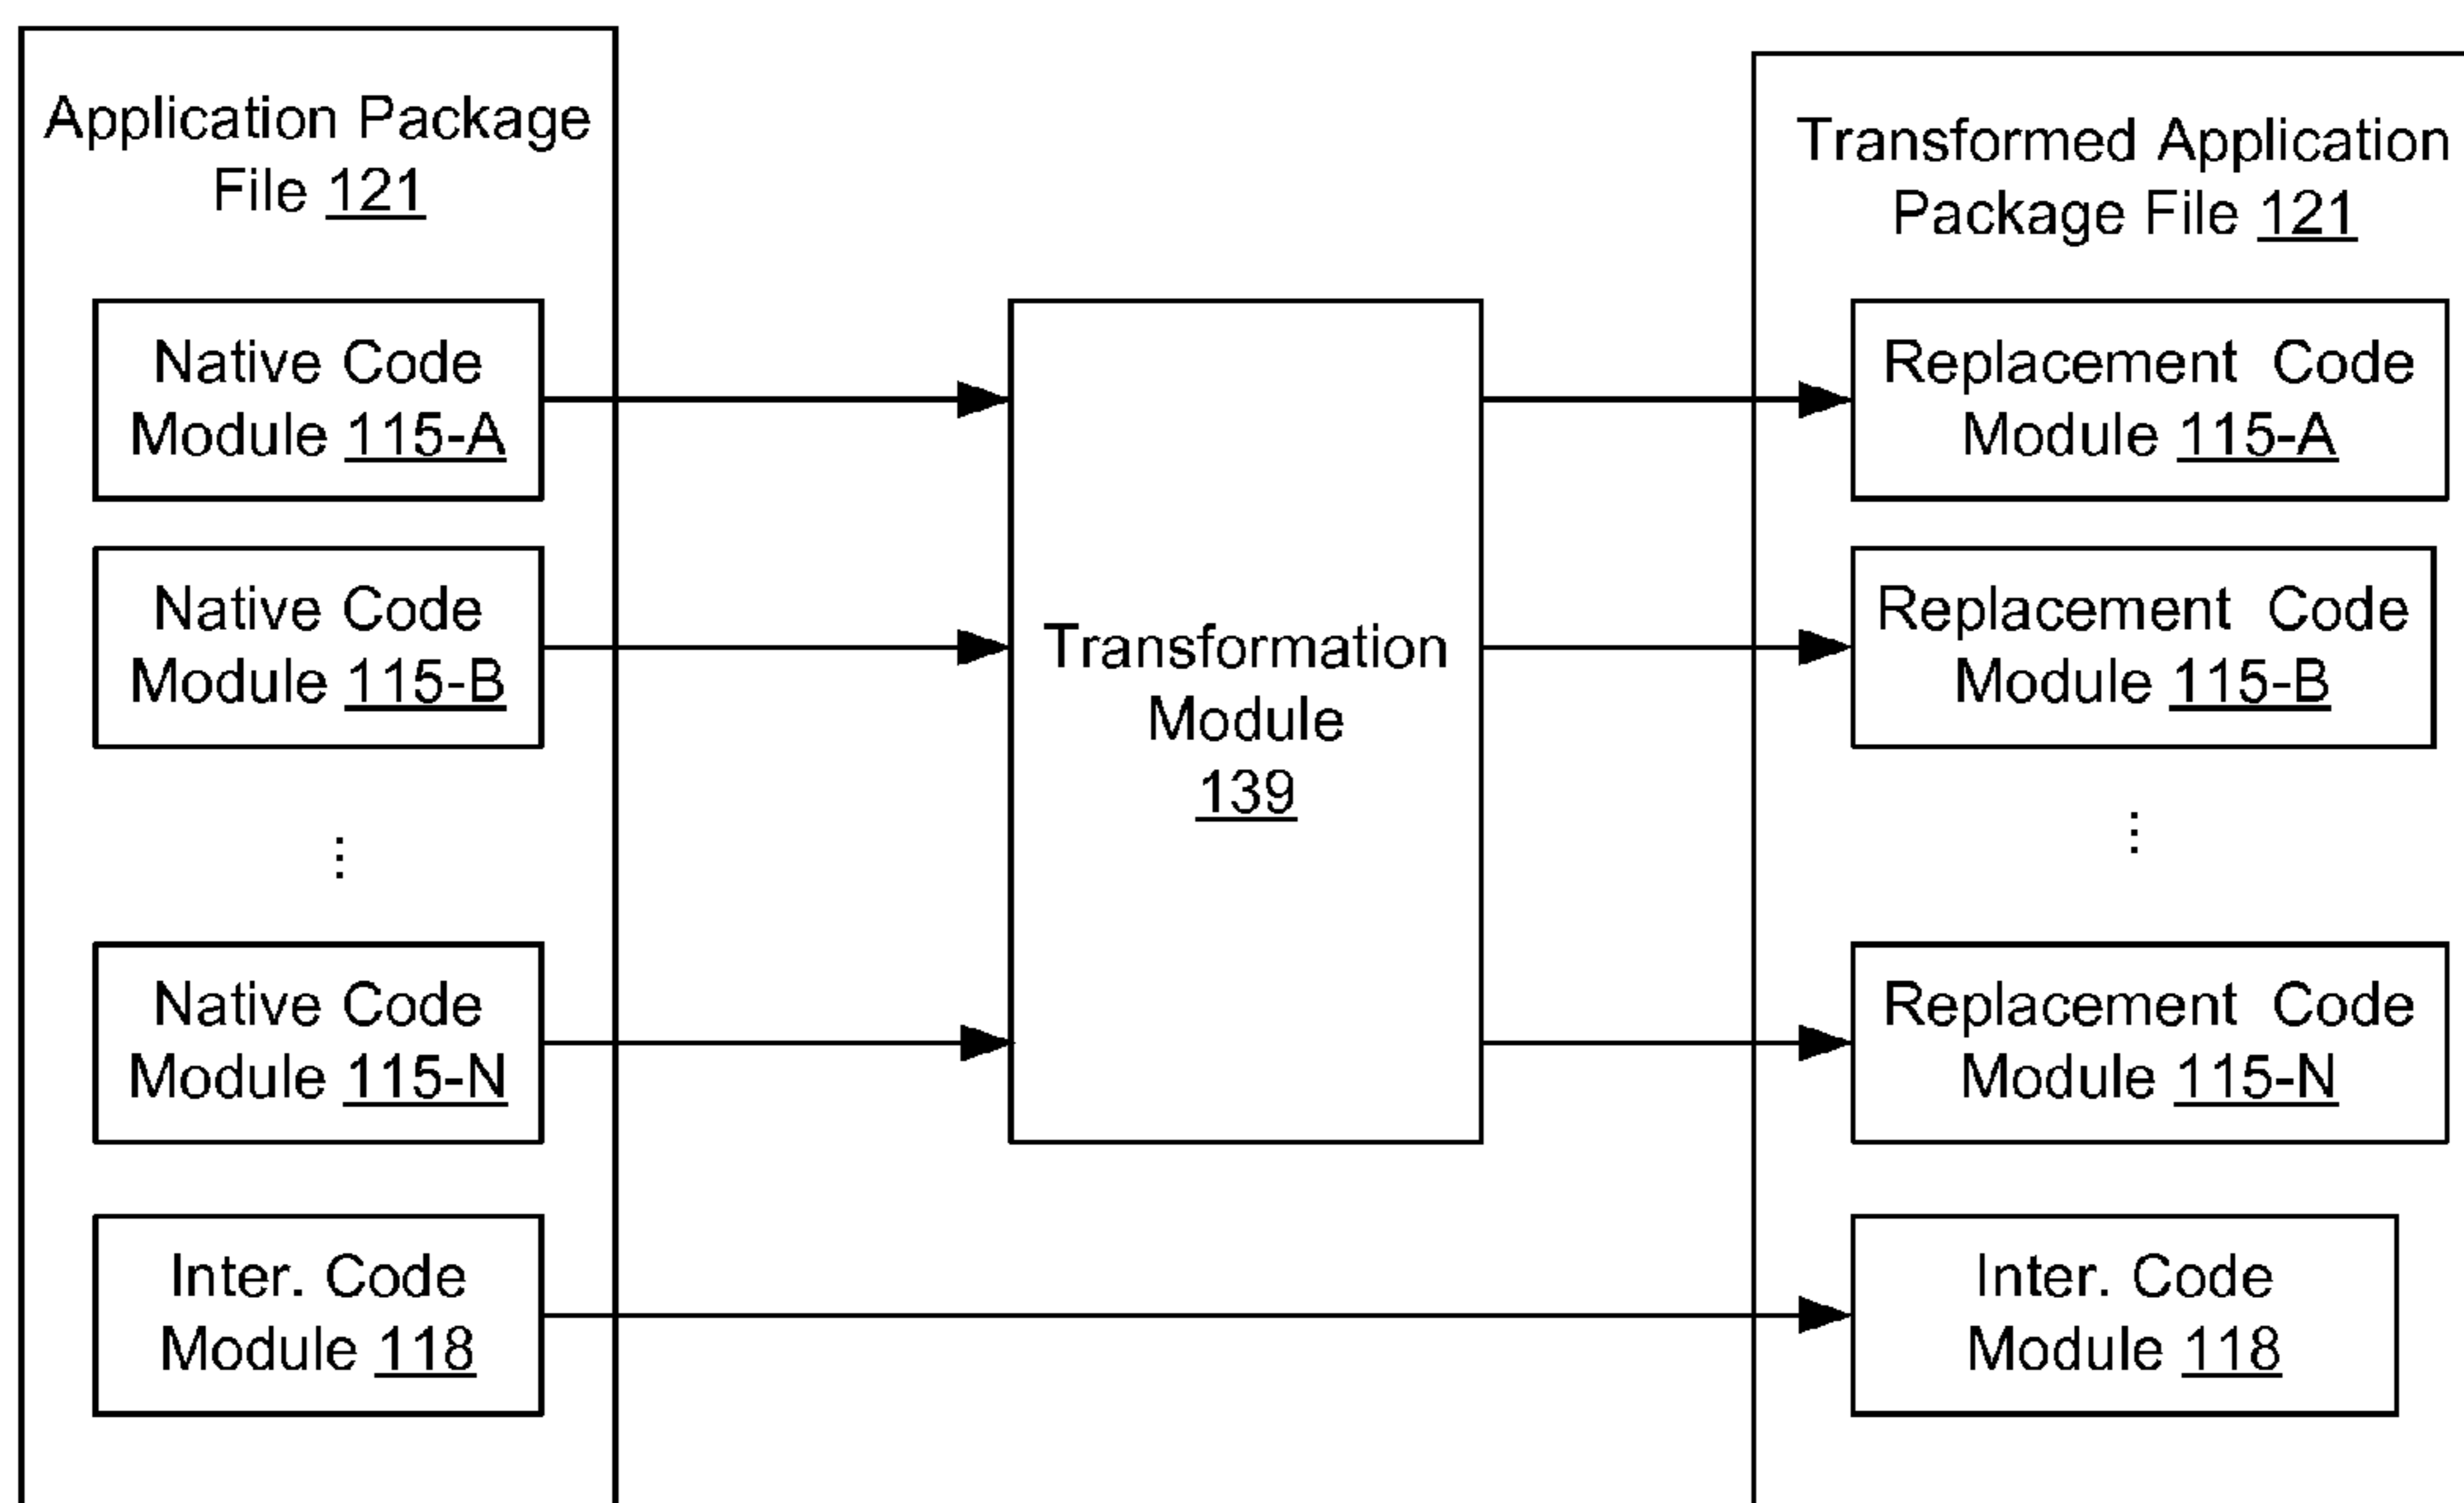 Application Package
File 121
Native Code
Module 115-A
Native Code
Module 115-B
⋮
Native Code
Module 115-N
Inter. Code
Module 118
Transformation
Module
139
Transformed Application
Package File 121
Replacement Code
Module 115-A
Replacement Code
Module 115-B
⋮
Replacement Code
Module 115-N
Inter. Code
Module 118